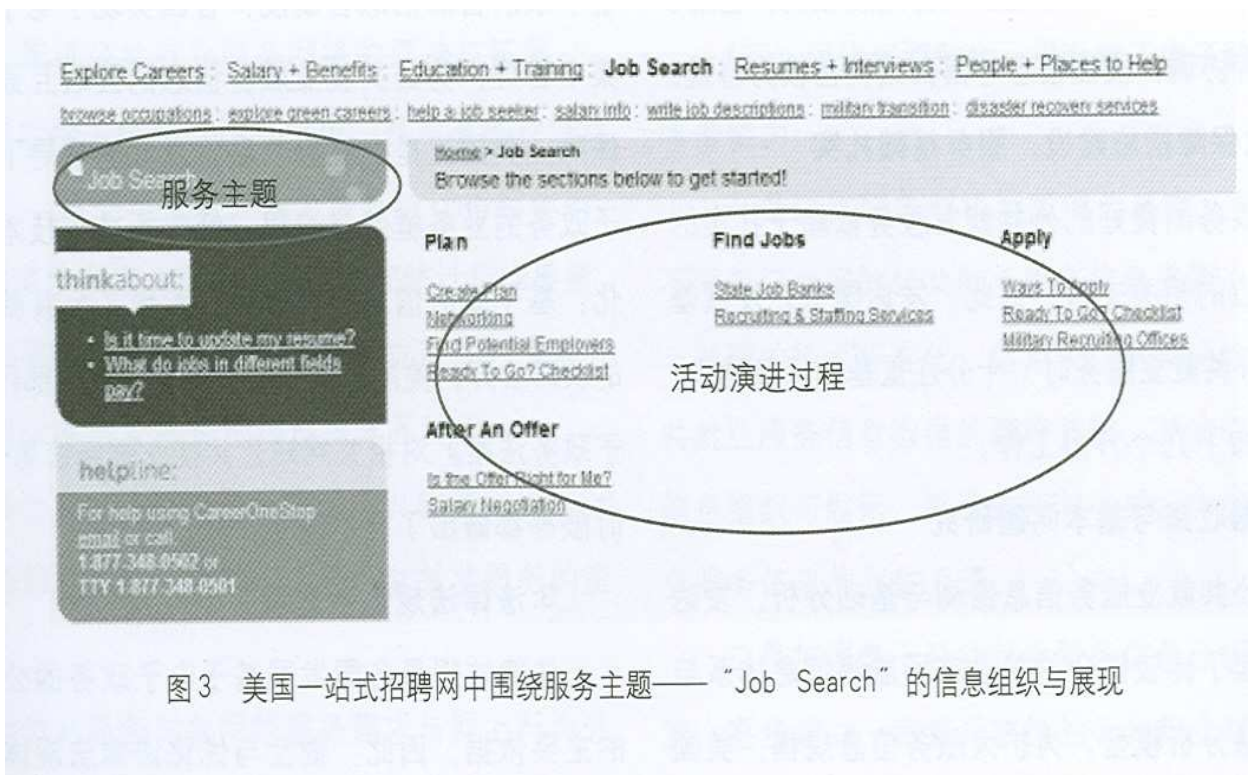 Explore Careers : Salary + Benefits : Education + Training : Job Search : Resumes + Interviews : People + Places to Help
browse occupations : explore green careers : help a job seeker : salary info : write job descriptions : military transition : disaster recovery services
Job Search
服务主题
Home > Job Search
Browse the sections below to get started!
thinkabout:
• Is it time to update my resume?
• What do jobs in different fields
pay?
helpline:
For help using CareerOneStop
email or call
1-877-348-0502 or
TTY 1-877-348-0501
Plan
Create Plan
Networking
Find Potential Employers
Ready To Go? Checklist
Find Jobs
State Job Banks
Recruiting & Staffing Services
Apply
Ways To Apply
Ready To Go? Checklist
Military Recruiting Offices
活动演进过程
After An Offer
Is the Offer Right for Me?
Salary Negotiation
图3 美国一站式招聘网中围绕服务主题——“Job Search”的信息组织与展现